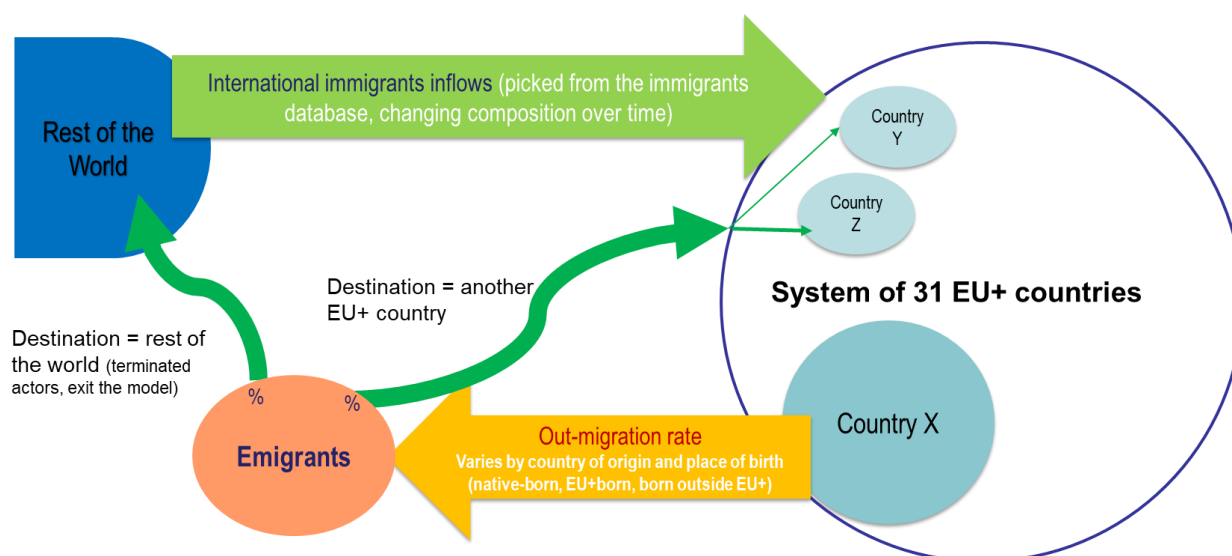 International immigrants inflows (picked from the immigrants
database, changing composition over time)
Rest of the
World
Country
Y
Country
Z
System of 31 EU+ countries
Destination = another
EU+ country
Destination = rest of
the world (terminated
actors, exit the model)
%
%
Emigrants
Out-migration rate
Varies by country of origin and place of birth
(native-born, EU+born, born outside EU+)
Country X